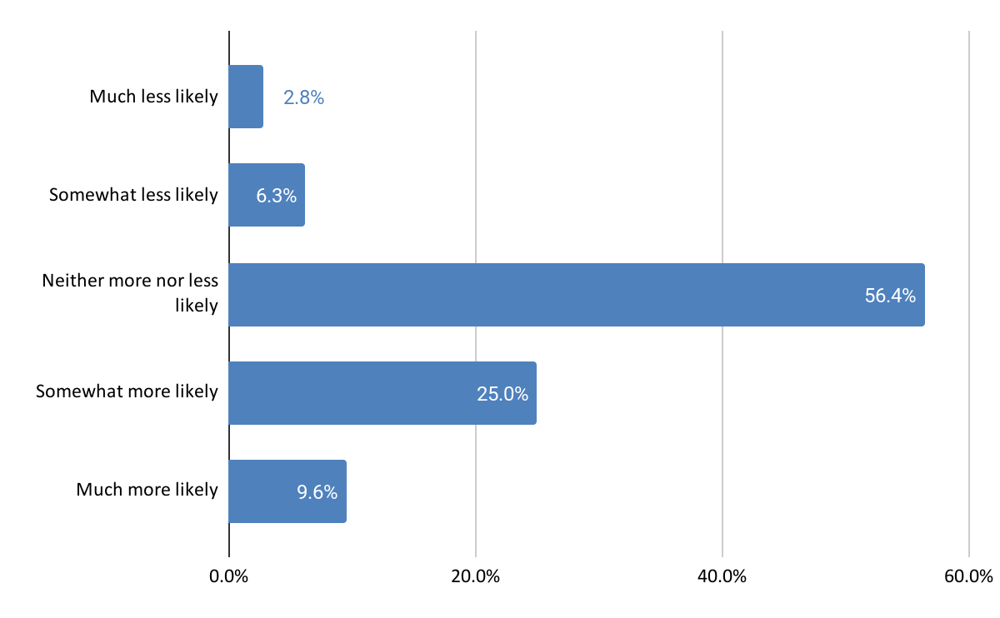 Much less likely
2.8%
Somewhat less likely
6.3%
Neither more nor less
likely
56.4%
Somewhat more likely
25.0%
Much more likely
9.6%
0.0%
20.0%
40.0%
60.0%